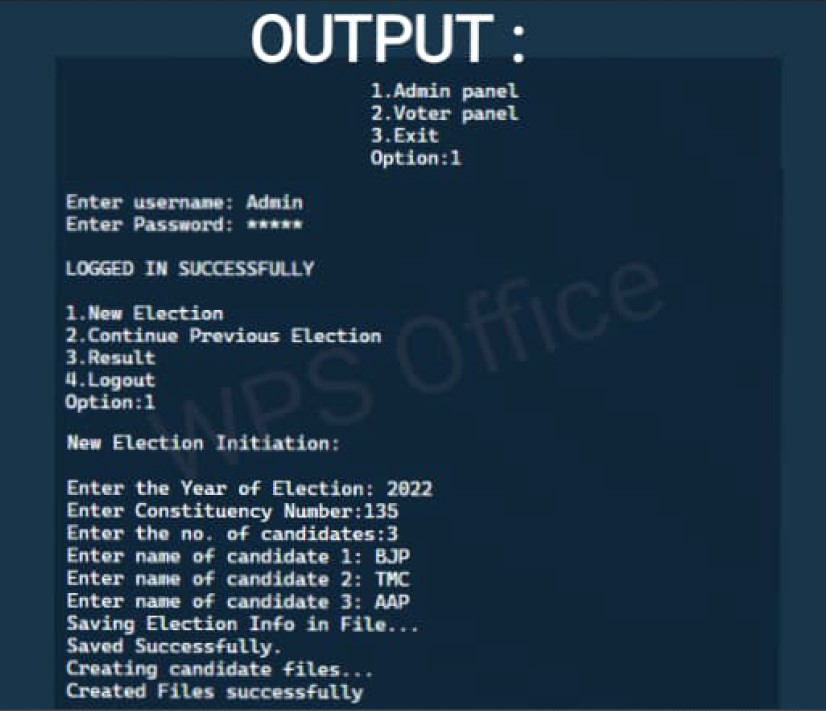 OUTPUT :
1.Admin panel
2.Voter panel
3.Exit
Option:1
Enter username: Admin
Enter Password: *****
LOGGED IN SUCCESSFULLY
1.New Election
2.Continue Previous Election
3.Result
4.Logout
Option:1
New Election Initiation:
Enter the Year of Election: 2022
Enter Constituency Number:135
Enter the no. of candidates:3
Enter name of candidate 1: BJP
Enter name of candidate 2: TMC
Enter name of candidate 3: AAP
Saving Election Info in File...
Saved Successfully.
Creating candidate files...
Created Files successfully
WPS Office